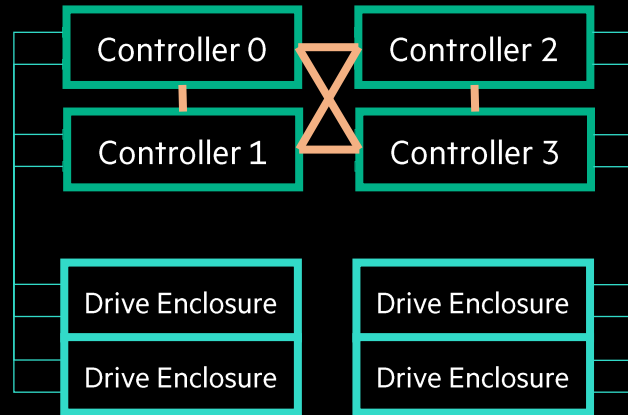 Controller 0
Controller 2
Controller 1
Controller 3
Drive Enclosure
Drive Enclosure
Drive Enclosure
Drive Enclosure